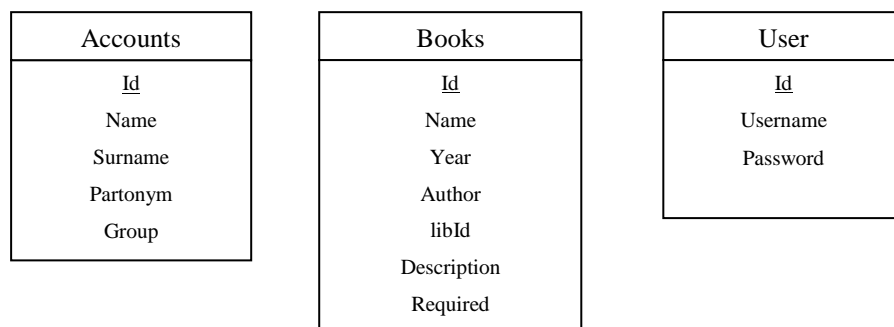 Accounts
Id
Name
Surname
Partonym
Group
Books
Id
Name
Year
Author
libId
Description
Required
User
Id
Username
Password